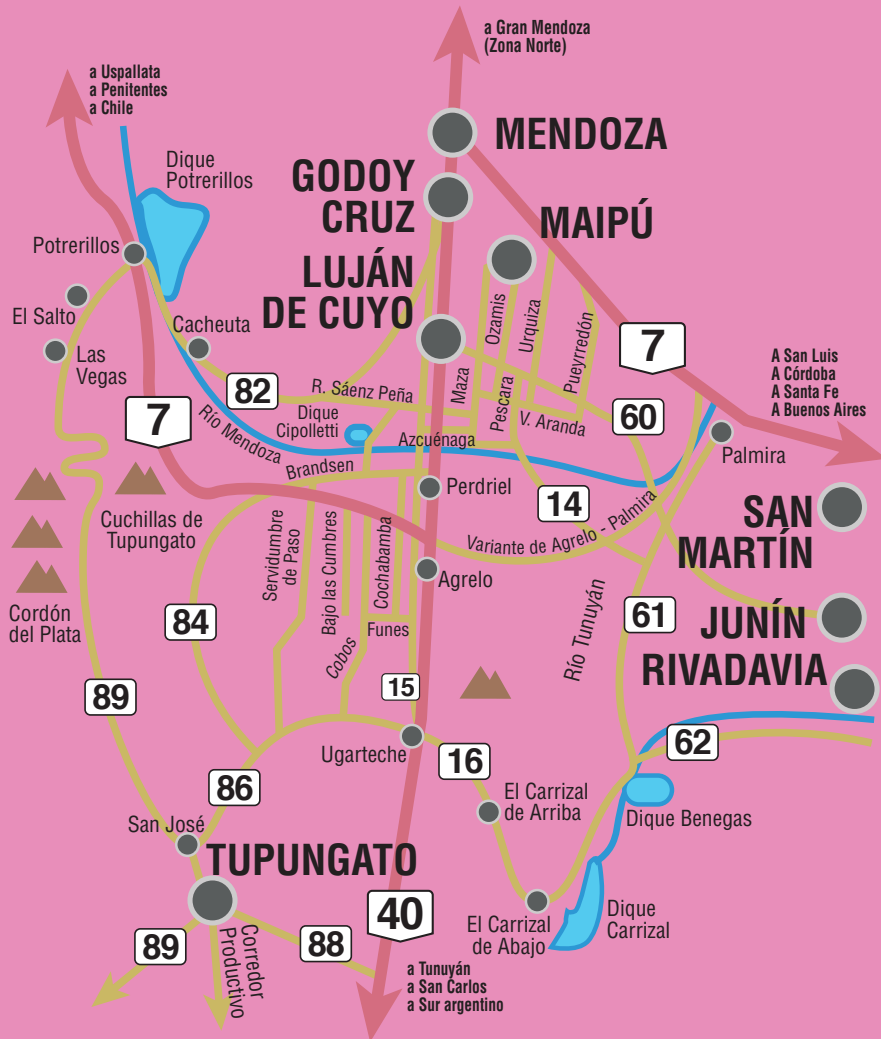 a Gran Mendoza
(Zona Norte)
a Uspallata
a Penitentes
a Chile
MENDOZA
Dique
Potrerillos
GODOY
CRUZ
MAIPÚ
Potrerillos
LUJÁN
DE CUYO
El Salto
Cacheuta
Las
Vegas
Ozamis
Urquiza
Pueyrredón
7
A San Luis
A Córdoba
A Santa Fe
A Buenos Aires
82
R. Sáenz Peña
Maza
Pescara
V. Aranda
60
7
Río Mendoza
Dique
Cipolletti
Azcuénaga
Palmira
Brandsen
Perdriel
14
Cuchillas de
Tupungato
SAN
MARTÍN
Variante de Agrelo - Palmira
Servidumbre
de Paso
Bajo las Cumbres
Cochabamba
Agrelo
Cordón
del Plata
84
Funes
Cobos
Río Tunuyán
61
JUNÍN
RIVADAVIA
89
15
Ugarteche
16
62
86
El Carrizal
de Arriba
Dique Benegas
San José
TUPUNGATO
40
El Carrizal
de Abajo
Dique
Carrizal
89
Corredor
Productivo
88
a Tunuyán
a San Carlos
a Sur argentino